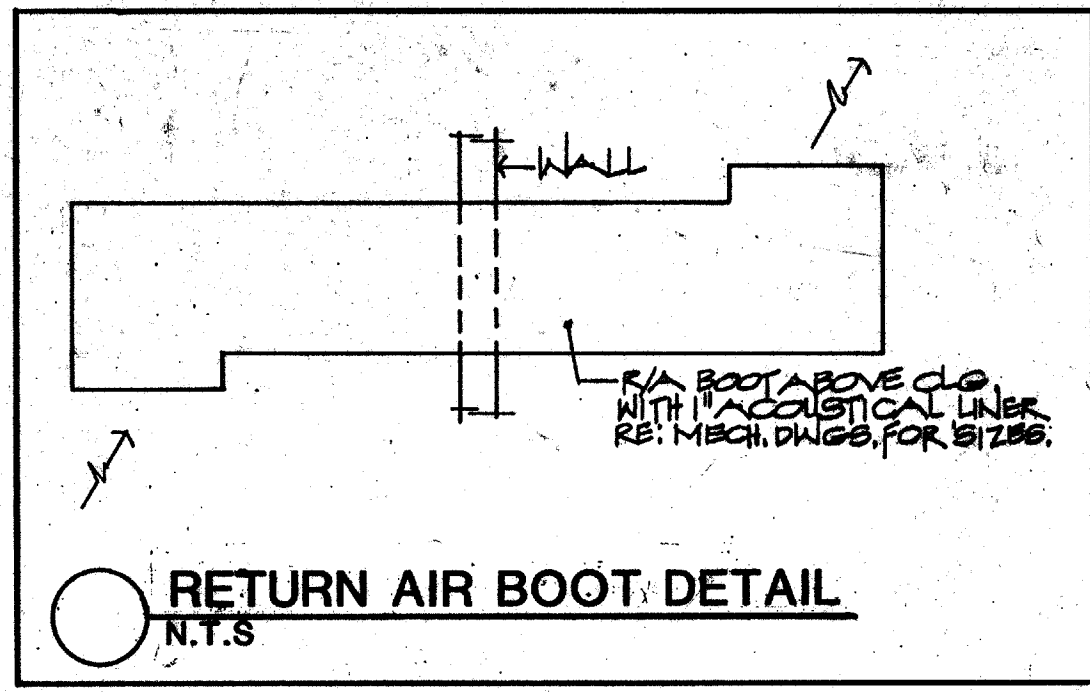 WALL
R/A BOOT ABOVE CLG.
WITH 1" ACOUSTICAL LINER
RE: MECH. DWGS. FOR SIZES.
RETURN AIR BOOT DETAIL
N.T.S